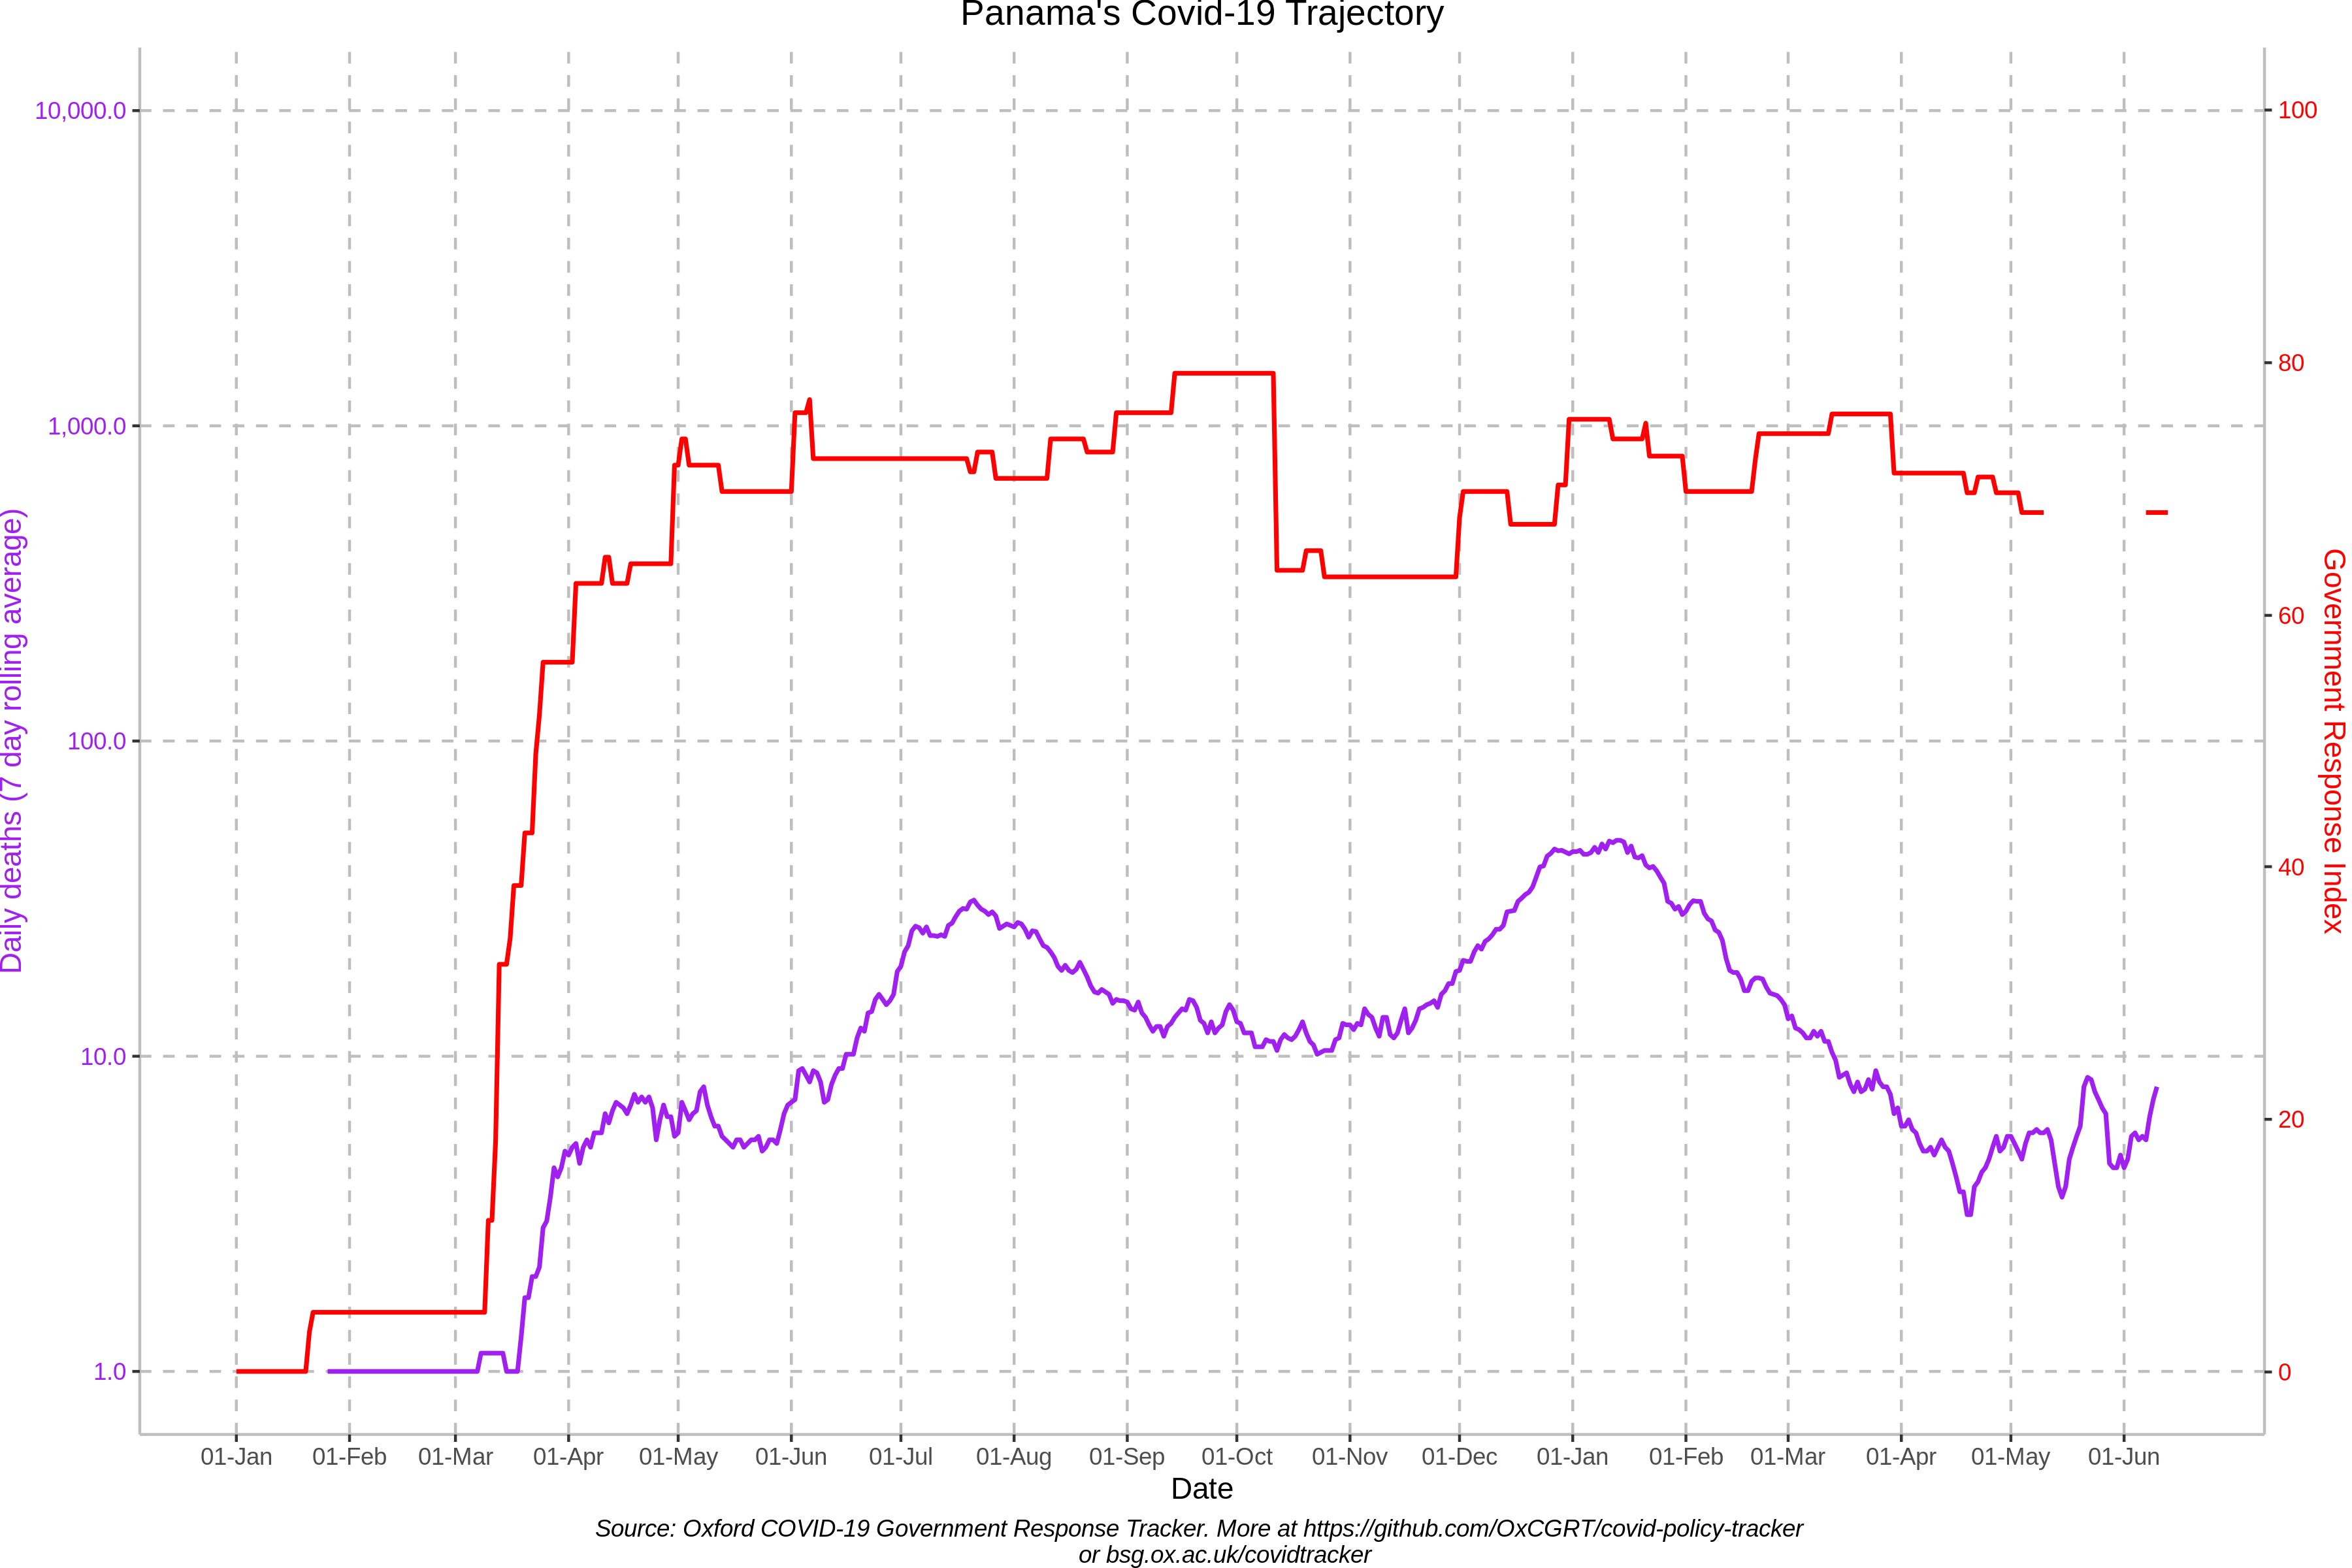 Panama's Covid-19 Trajectory
10,000.0
1,000.0
100.0
10.0
1.0
Daily deaths (7 day rolling average)
100
80
60
40
20
0
Government Response Index
01-Jan 01-Feb 01-Mar 01-Apr 01-May 01-Jun 01-Jul 01-Aug 01-Sep 01-Oct 01-Nov 01-Dec 01-Jan 01-Feb 01-Mar 01-Apr 01-May 01-Jun
Date
Source: Oxford COVID-19 Government Response Tracker. More at https://github.com/OxCGRT/covid-policy-tracker
or bsg.ox.ac.uk/covidtracker